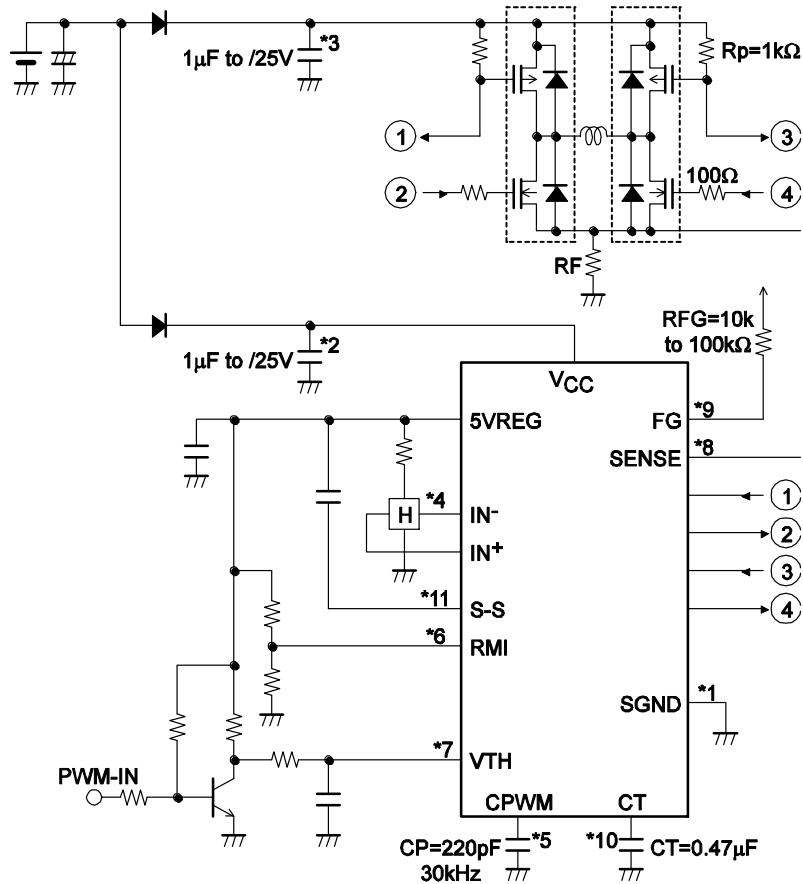 1μF to /25V
*3
Rp=1kΩ
1
3
2
100Ω
4
RF
1μF to /25V
*2
RFG=10k
to 100kΩ
VCC
5VREG
FG
*9
SENSE
*8
*4
IN-
H
IN+
1
2
3
4
*11
S-S
*6
RMI
SGND
*1
*7
VTH
PWM-IN
CPWM
CT
CP=220pF
30kHz
*5
*10
CT=0.47μF